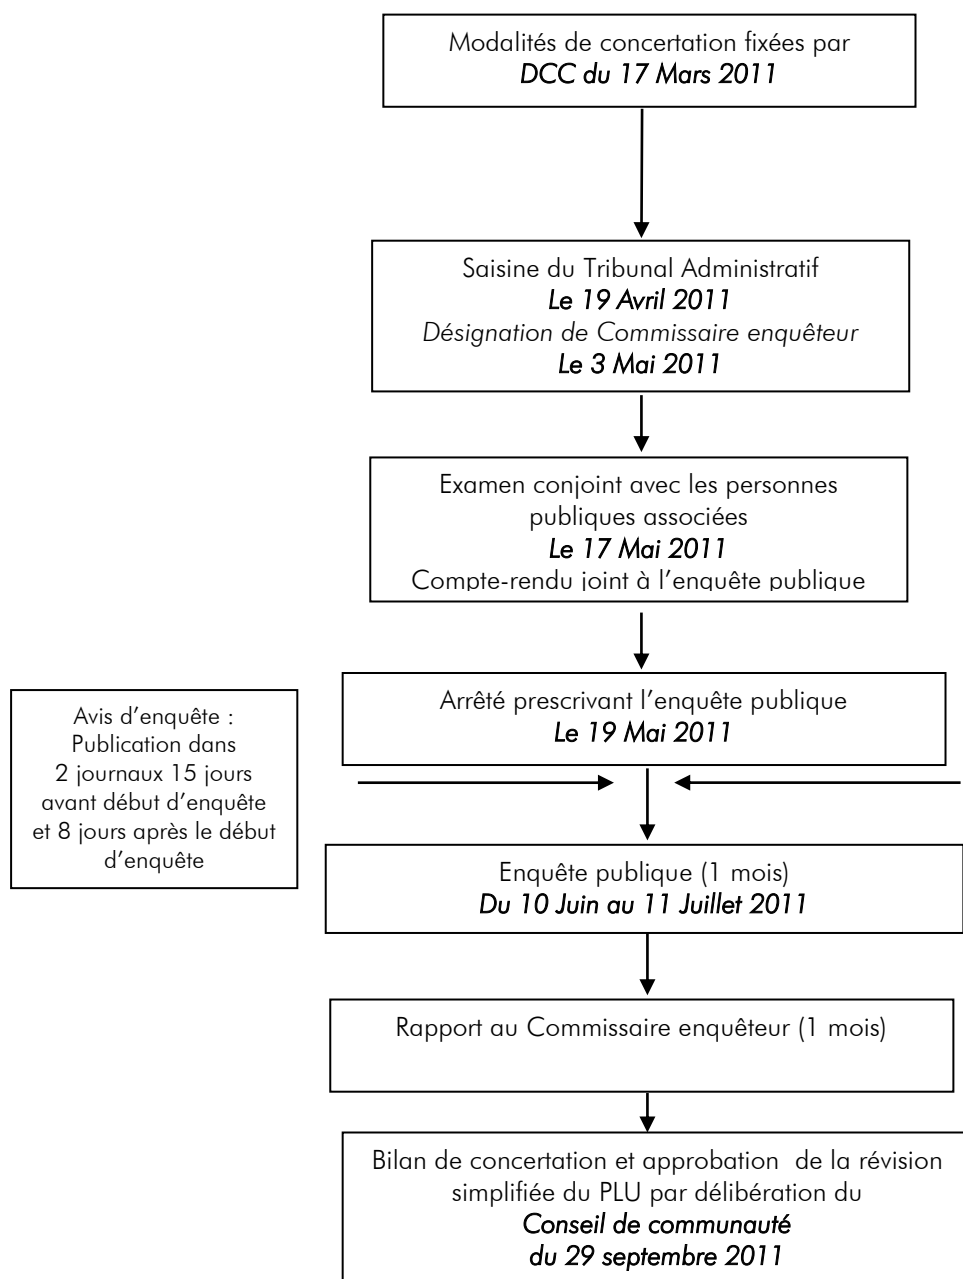 Modalités de concertation fixées par
DCC du 17 Mars 2011
Saisine du Tribunal Administratif
Le 19 Avril 2011
Désignation de Commissaire enquêteur
Le 3 Mai 2011
Examen conjoint avec les personnes
publiques associées
Le 17 Mai 2011
Compte-rendu joint à l'enquête publique
Arrêté prescrivant l'enquête publique
Le 19 Mai 2011
Avis d'enquête :
Publication dans
2 journaux 15 jours
avant début d'enquête
et 8 jours après le début
d'enquête
Enquête publique (1 mois)
Du 10 Juin au 11 Juillet 2011
Rapport au Commissaire enquêteur (1 mois)
Bilan de concertation et approbation  de la révision
simplifiée du PLU par délibération du
Conseil de communauté
du 29 septembre 2011